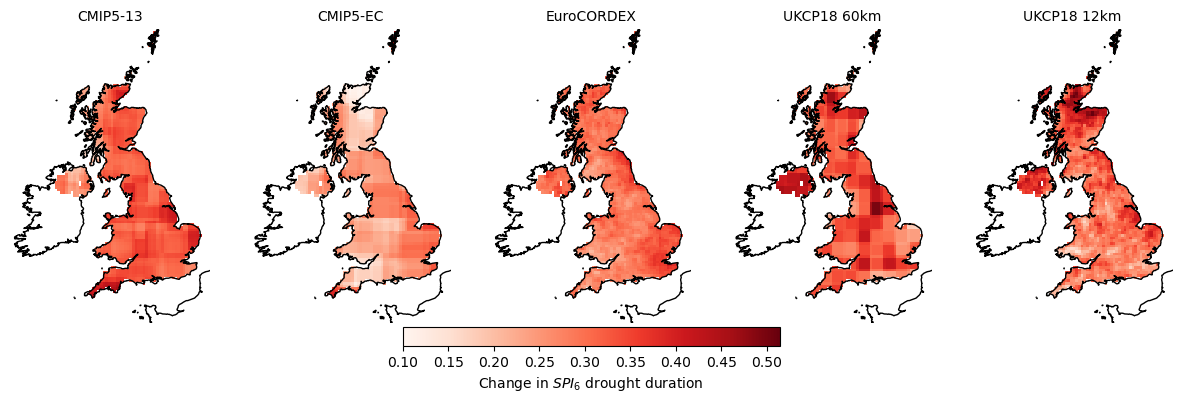 CMIP5-13 CMIP5-EC EuroCORDEX UKCP18 60km UKCP18 12km
0.10 0.15 0.20 0.25 0.30 0.35 0.40 0.45 0.50
Change in SPI₆ drought duration